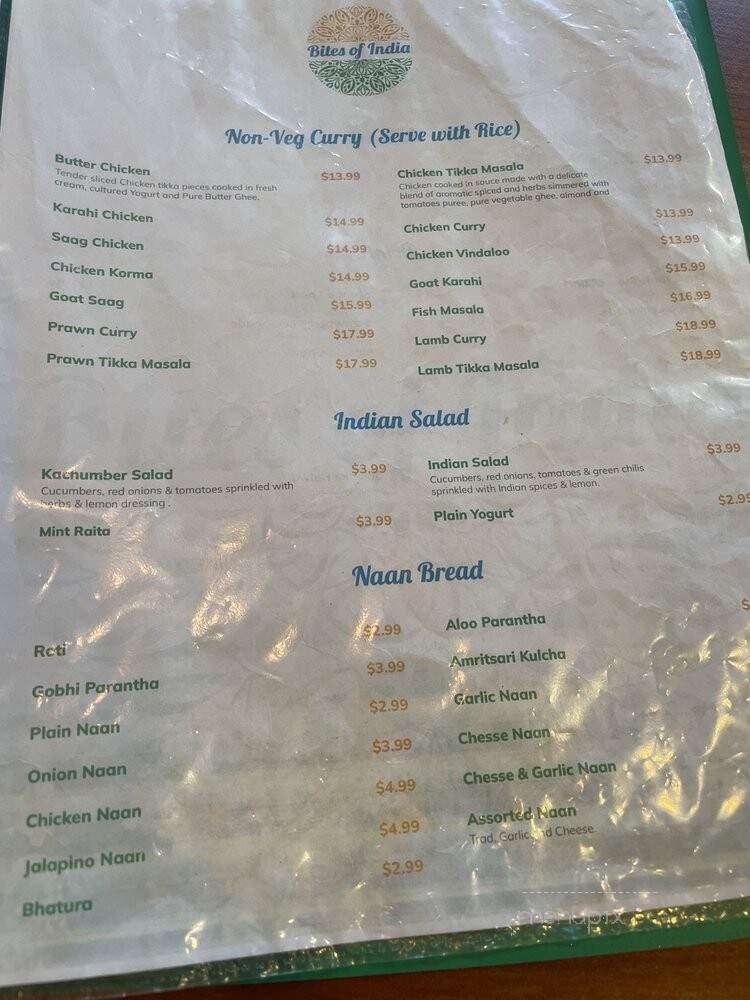 Bites of India
Non-Veg Curry (Serve with Rice)
Butter Chicken $13.99
Tender sliced Chicken tikka pieces cooked in fresh
cream, cultured Yogurt and Pure Butter Ghee.
Karahi Chicken $14.99
Saag Chicken $14.99
Chicken Korma $14.99
Goat Saag $15.99
Prawn Curry $17.99
Prawn Tikka Masala $17.99
Chicken Tikka Masala $13.99
Chicken cooked in sauce made with a delicate
blend of aromatic spiced and herbs simmered with
tomatoes puree, pure vegetable ghee, almond and
Chicken Curry $13.99
Chicken Vindaloo $13.99
Goat Karahi $15.99
Fish Masala $16.99
Lamb Curry $18.99
Lamb Tikka Masala $18.99
Indian Salad
Kachumber Salad $3.99
Cucumbers, red onions & tomatoes sprinkled with
herbs & lemon dressing .
Mint Raita $3.99
Indian Salad $3.99
Cucumbers, red onions, tomatoes & green chilis
sprinkled with Indian spices & lemon.
Plain Yogurt $2.99
Naan Bread
Roti $2.99
Gobhi Parantha $3.99
Plain Naan $2.99
Onion Naan $3.99
Chicken Naan $4.99
Jalapino Naan $4.99
Bhatura $2.99
Aloo Parantha $
Amritsari Kulcha
Garlic Naan
Chesse Naan
Chesse & Garlic Naan
Assorted Naan
Trad, Garlic and Cheese